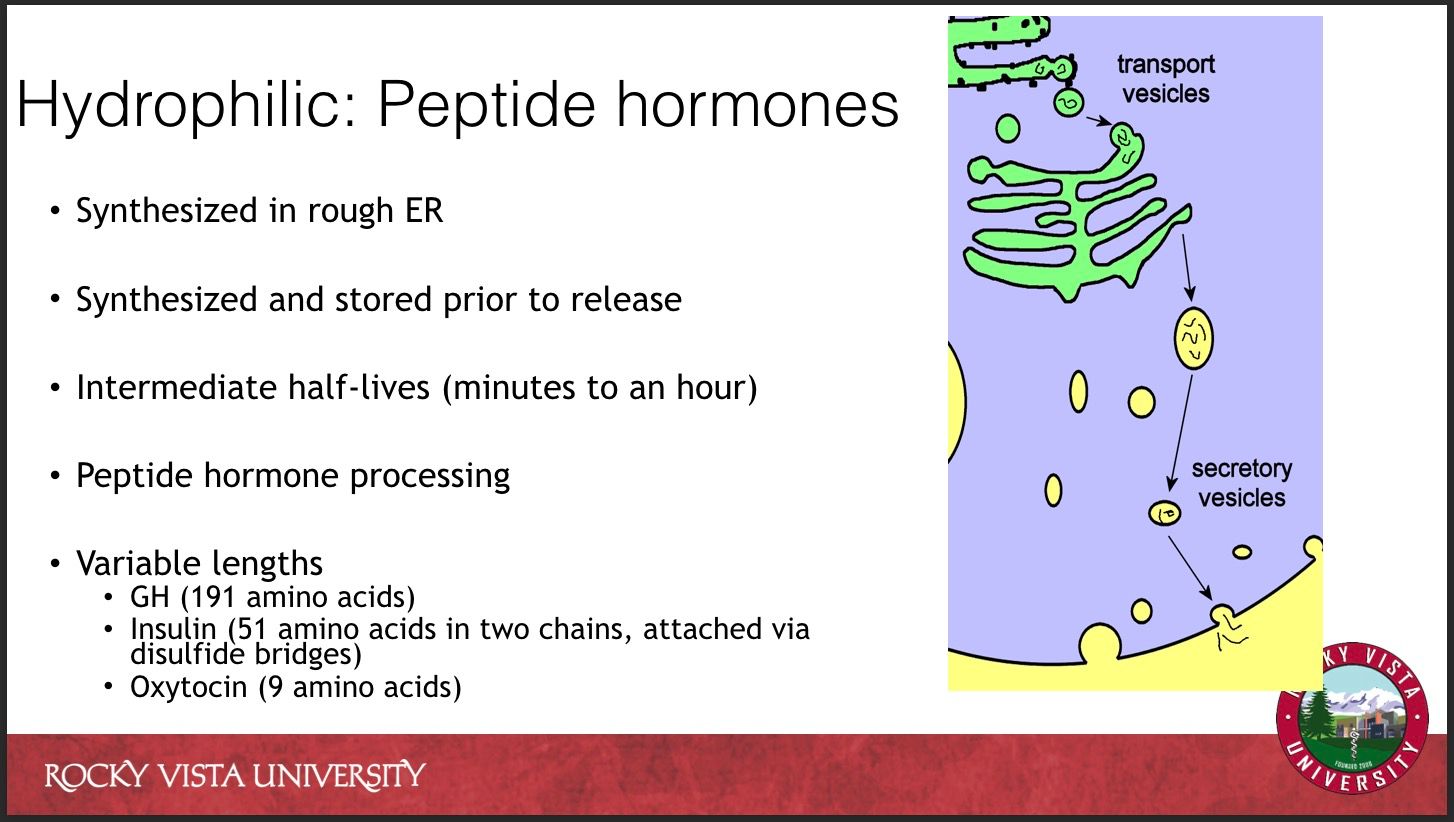 Hydrophilic: Peptide hormones
• Synthesized in rough ER
• Synthesized and stored prior to release
• Intermediate half-lives (minutes to an hour)
• Peptide hormone processing
• Variable lengths
• GH (191 amino acids)
• Insulin (51 amino acids in two chains, attached via
disulfide bridges)
• Oxytocin (9 amino acids)
transport
vesicles
secretory
vesicles
ROCKY VISTA UNIVERSITY
KY VISTA
UNIVERSITY
FOUNDED 2006